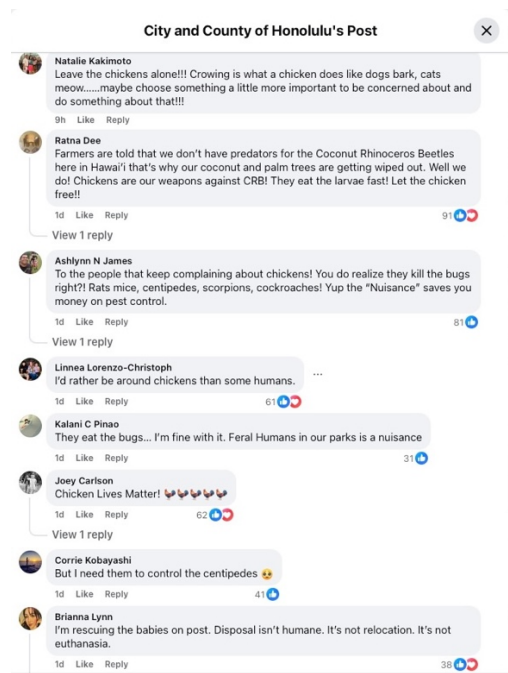 City and County of Honolulu's Post
Natalie Kakimoto
Leave the chickens alone!!! Crowing is what a chicken does like dogs bark, cats
meow......maybe choose something a little more important to be concerned about and
do something about that!!!
9h Like Reply
Ratna Dee
Farmers are told that we don't have predators for the Coconut Rhinoceros Beetles
here in Hawai'i that's why our coconut and palm trees are getting wiped out. Well we
do! Chickens are our weapons against CRB! They eat the larvae fast! Let the chicken
free!!
1d Like Reply 91
View 1 reply
Ashlynn N James
To the people that keep complaining about chickens! You do realize they kill the bugs
right?! Rats mice, centipedes, scorpions, cockroaches! Yup the “Nuisance” saves you
money on pest control.
1d Like Reply 81
View 1 reply
Linnea Lorenzo-Christoph
I'd rather be around chickens than some humans.
1d Like Reply 61
Kalani C Pinao
They eat the bugs... I'm fine with it. Feral Humans in our parks is a nuisance
1d Like Reply 31
Joey Carlson
Chicken Lives Matter! 🐓🐓🐓🐓🐓
1d Like Reply 62
View 1 reply
Corrie Kobayashi
But I need them to control the centipedes 🥺
1d Like Reply 41
Brianna Lynn
I'm rescuing the babies on post. Disposal isn't humane. It's not relocation. It's not
euthanasia.
1d Like Reply 38